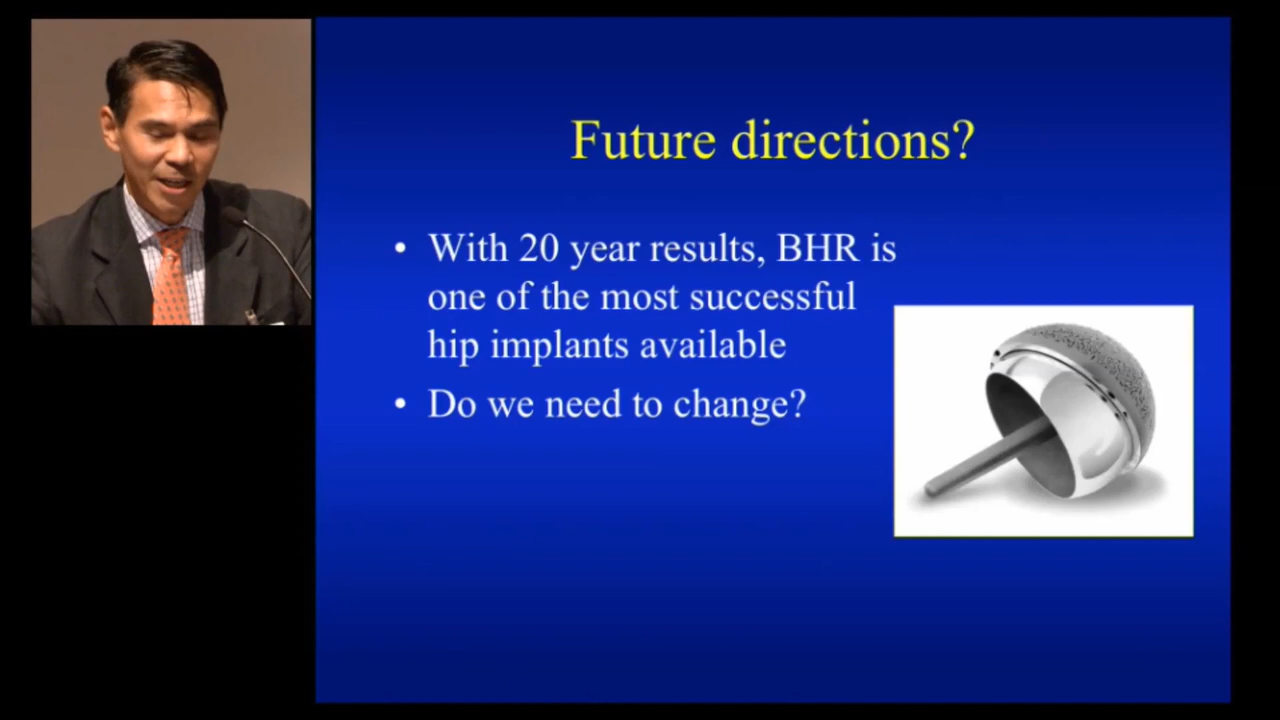 Future directions?
• With 20 year results, BHR is
one of the most successful
hip implants available
• Do we need to change?